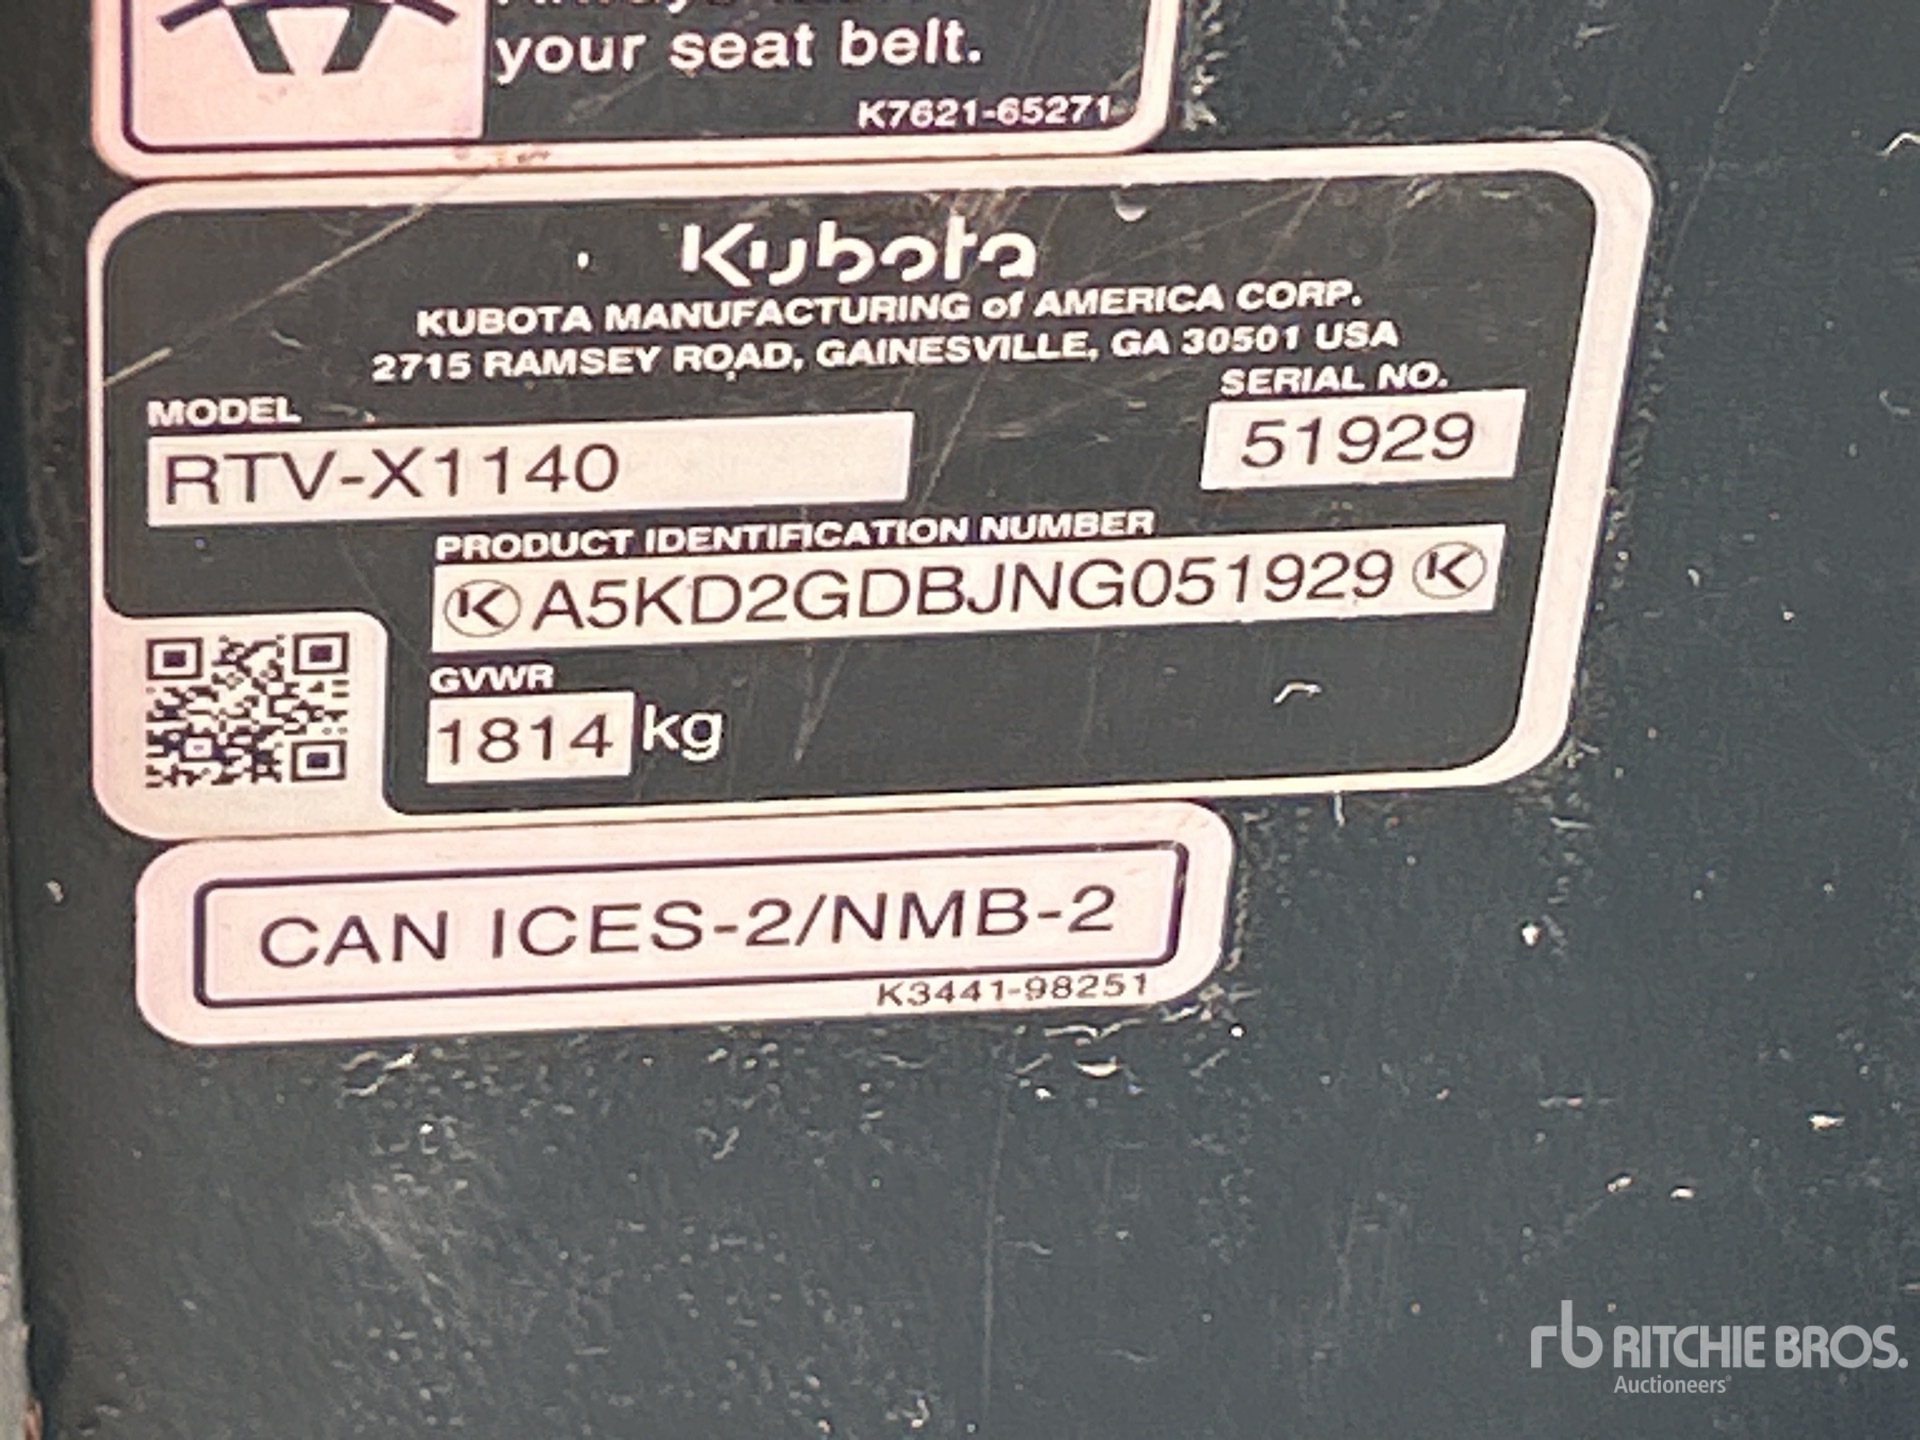 your seat belt.
K7621-65271
Kubota
KUBOTA MANUFACTURING of AMERICA CORP.
2715 RAMSEY ROAD, GAINESVILLE, GA 30501 USA
MODEL
RTV-X1140
SERIAL NO.
51929
PRODUCT IDENTIFICATION NUMBER
K A5KD2GDBJNG051929 K
GVWR
1814 kg
CAN ICES-2/NMB-2
K3441-98251
rb RITCHIE BROS.
Auctioneers